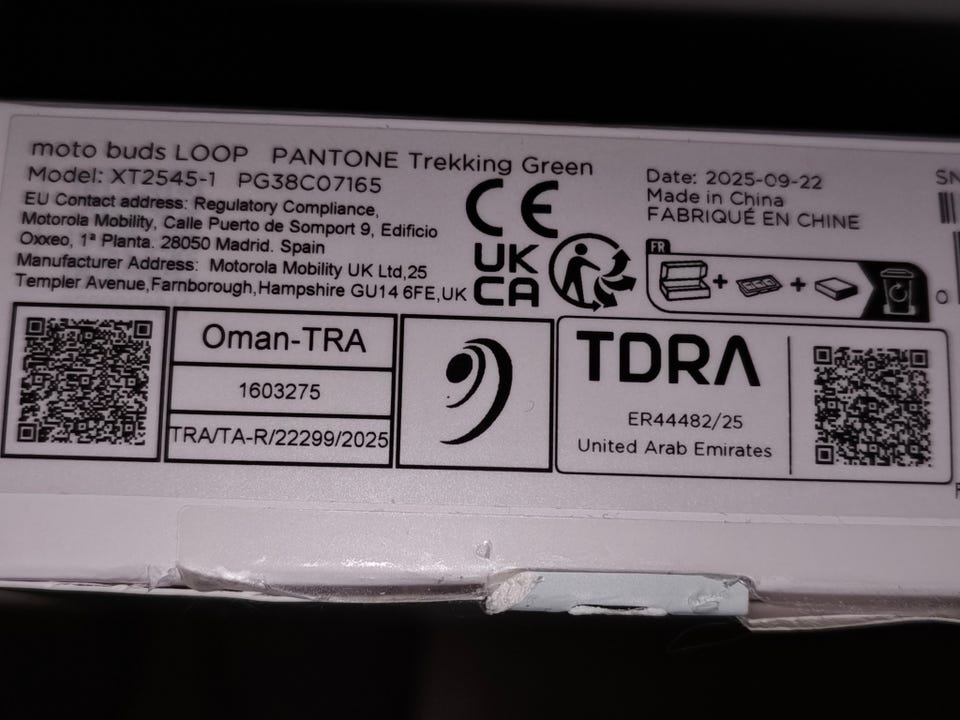 moto buds LOOP PANTONE Trekking Green
Model: XT2545-1 PG38C07165
EU Contact address: Regulatory Compliance,
Motorola Mobility, Calle Puerto de Somport 9, Edificio
Oxxeo, 1ª Planta. 28050 Madrid. Spain
Manufacturer Address: Motorola Mobility UK Ltd,25
Templer Avenue,Farnborough,Hampshire GU14 6FE,UK
CE
UK
CA
Date: 2025-09-22
Made in China
FABRIQUÉ EN CHINE
FR
SN
Oman-TRA
1603275
TRA/TA-R/22299/2025
TDRA
ER44482/25
United Arab Emirates